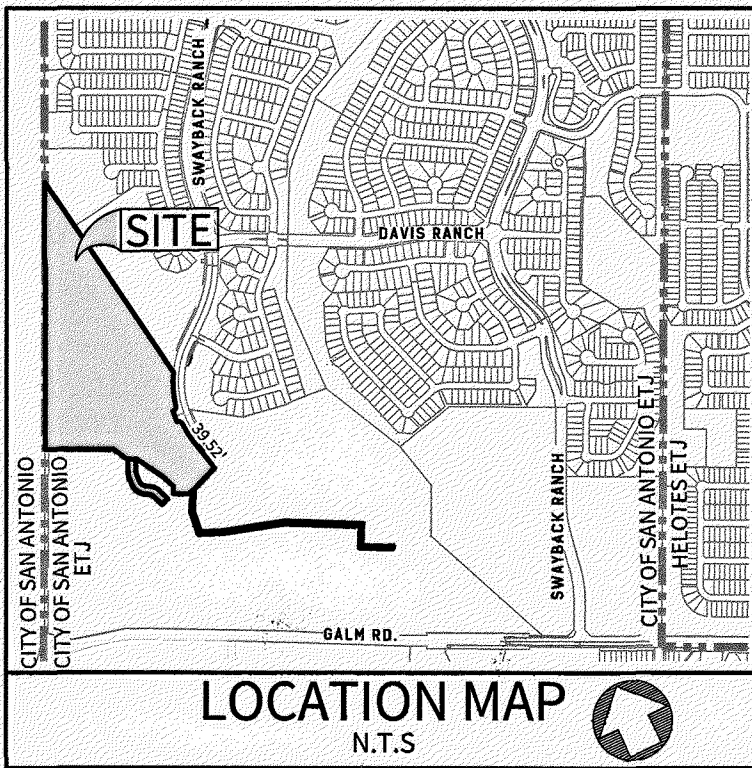 SWAYBACK RANCH
SITE
DAVIS RANCH
39.52'
CITY OF SAN ANTONIO
CITY OF SAN ANTONIO
ETJ
SWAYBACK RANCH
CITY OF SAN ANTONIO ETJ
HELOTES ETJ
GALM RD.
LOCATION MAP
N.T.S